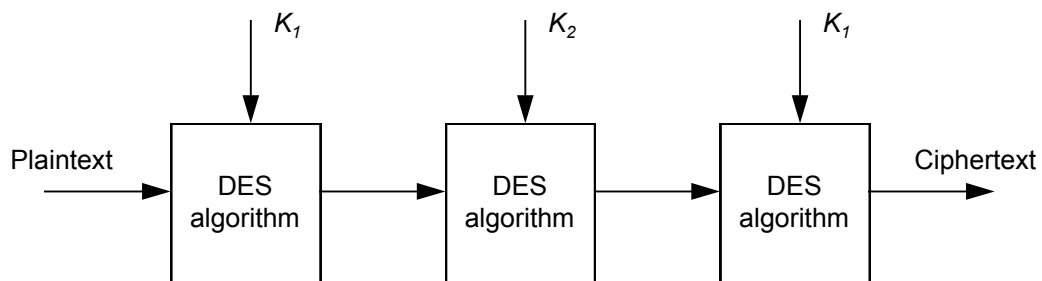 K1
K2
K1
Plaintext
DES
algorithm
DES
algorithm
DES
algorithm
Ciphertext